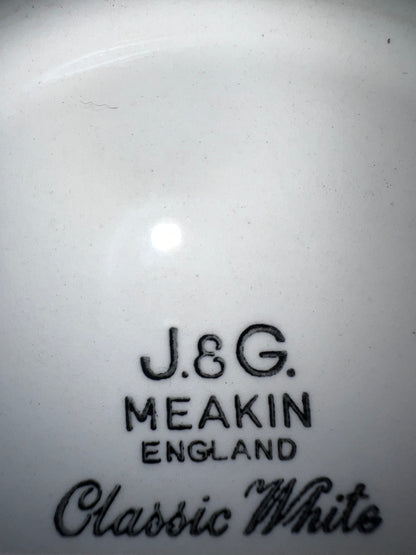 J.&G.
MEAKIN
ENGLAND
Classic White